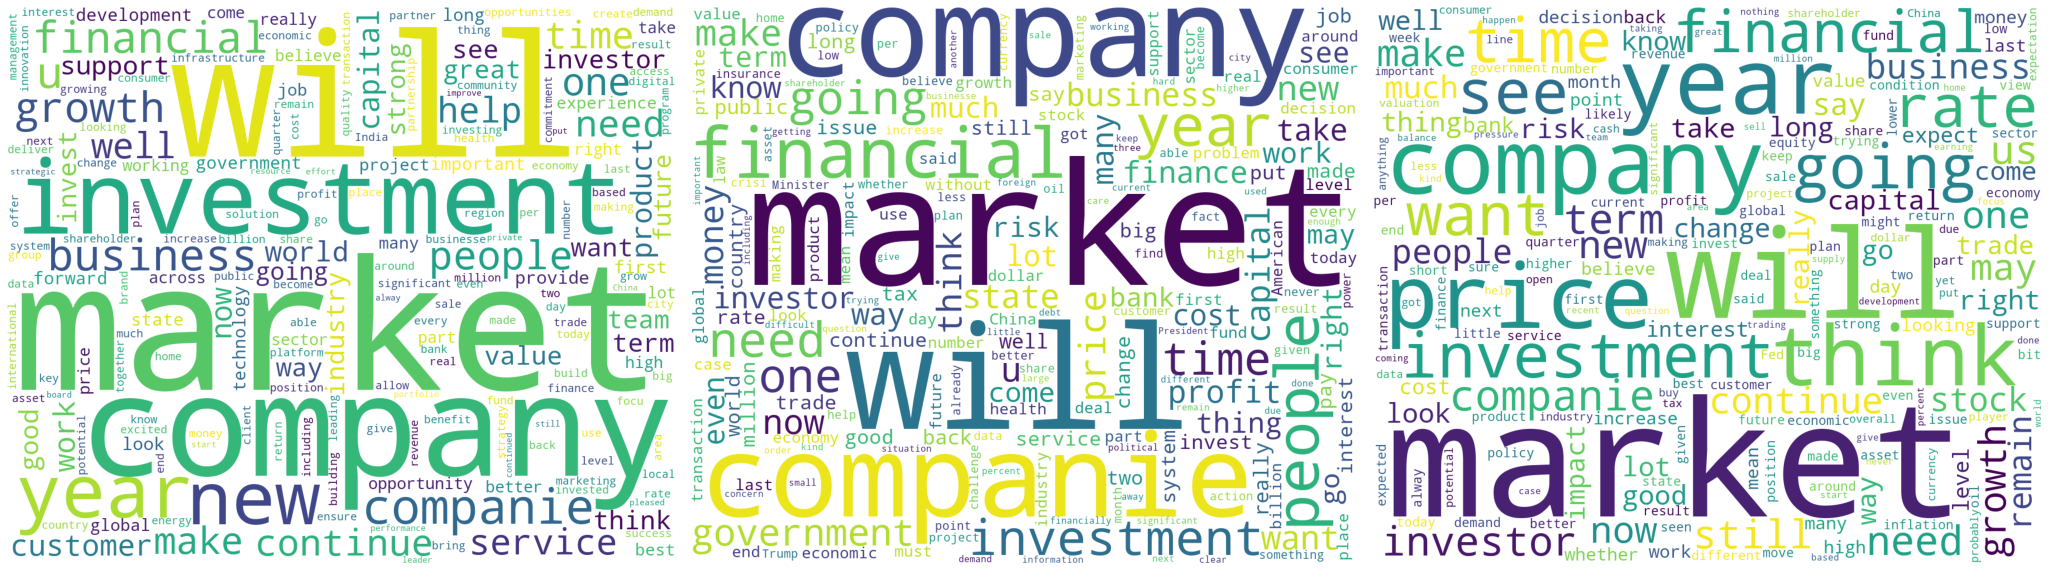 interest development come really long partner opportunities create demand
management financial economic thing time take
u support see capital great investor result
innovation infrastructure believe strong community one access
consumer will help experience digital
growing growth job remain quality transaction partnership improve commitment need program
looking well India cost quarter investing health put right
next deliver invest change working government project important economy last future product
strategic resource effort profit place based making
investment
offer plan solution go region per number
system shareholder increase billion share many businesse private want
group business world people first
forward across going public become million provide grow
data around significant even
international brand much together able technology now state industry alway sale every two China day city
market made trade lot
sector part today team
home platform bank real value term
key price way position allow build finance high big
asset board company portfolio
good work know excited benefit fund focu
potential look client money give strategy still use area
end start return including leading revenue continued back level local
year new building opportunity companie better marketing invested rate pleased
country global energy ensure performance think success
customer make continue bring service best
leader
value home policy per currency another working sale city job
make company marketing support sector become around
term long low see
private insurance shareholder believe growth hard real consumer
know going businesse improve higher new
public much say business decision
asset getting issue increase still stock got keep three able problem year take
financial many finance work
important law said put made
money crisi Minister whether without foreign oil level
country impact less current used every
market
including product making mean use plan care fact enough capital may
give risk big high
global investor trying think lot dollar find American today
rate look tax state price bank first never power
difficult way day China debt customer cost result right
case question little President fund
need continue number well better time given people
one u share large come change different
even world trade future already health deal pay profit
million now help remain done due thing interest
transaction economy good back data service part invest go
order kind situation political
companie last small concern challenge percent industry two away system action really billion place
government point project financially month significant investment want
end Trump economic must demand information next clear something
consumer happen nothing shareholder China money
well time decision back financial fund low expectation
week taking great last
make line know revenue million
important government number year business
much see month value condition home view
valuation point say lower rate
thing bank likely
anything balance risk pressure cash take sell long share expect sector
less team equity trying us
kind company significant going keep earning come
want sale project capital economy
per job current profit global focus
end term change might return due one
people quarter making invest dollar trade
new will plan supply part may
transaction short sure higher believe really go two
price deal day yet
got open said something put right
finance next help first recent question development
little service interest trading looking strong support done
coming investment Fed big think bit
cost companie best buy customer continue even stock
look product industry tax future economic overall issue player percent world
increase
expected market impact policy lot state given mean position made asset give never growth remain
alway potential case good around start currency level
today result way
demand better now seen still many inflation
investor whether work different move high based need probably oil